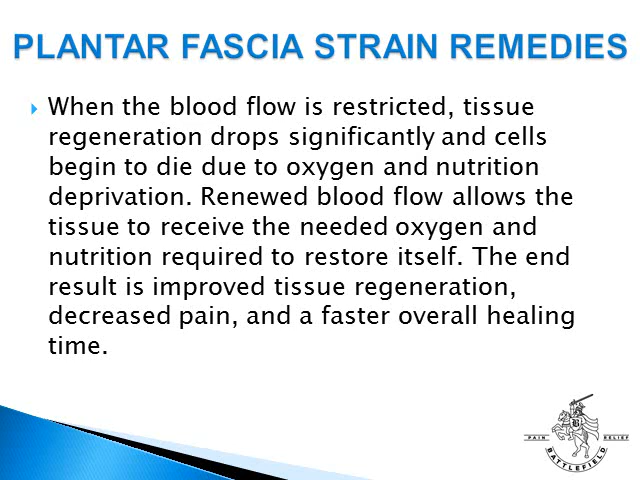 PLANTAR FASCIA STRAIN REMEDIES
When the blood flow is restricted, tissue
regeneration drops significantly and cells
begin to die due to oxygen and nutrition
deprivation. Renewed blood flow allows the
tissue to receive the needed oxygen and
nutrition required to restore itself. The end
result is improved tissue regeneration,
decreased pain, and a faster overall healing
time.
B
PAIN RELIEF
BATTLEFIELD